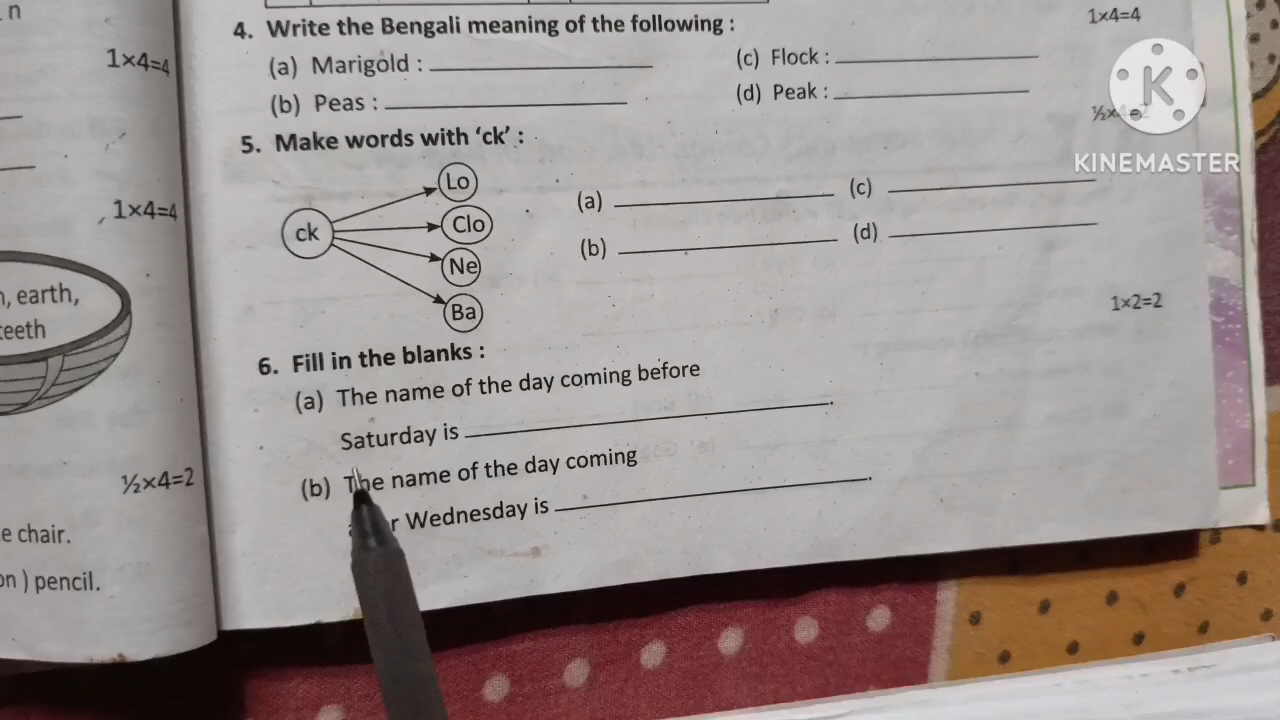 n
1×4=4
1×4=4
n, earth,
teeth
½×4=2
e chair.
on ) pencil.
4. Write the Bengali meaning of the following : 1×4=4
(a) Marigold : (c) Flock :
(b) Peas : (d) Peak :
5. Make words with ‘ck’ :
ck
Lo
Clo
Ne
Ba
(a) (c)
(b) (d)
6. Fill in the blanks : 1×2=2
(a) The name of the day coming before
Saturday is .
(b) The name of the day coming
Wednesday is .
K
KINEMASTER